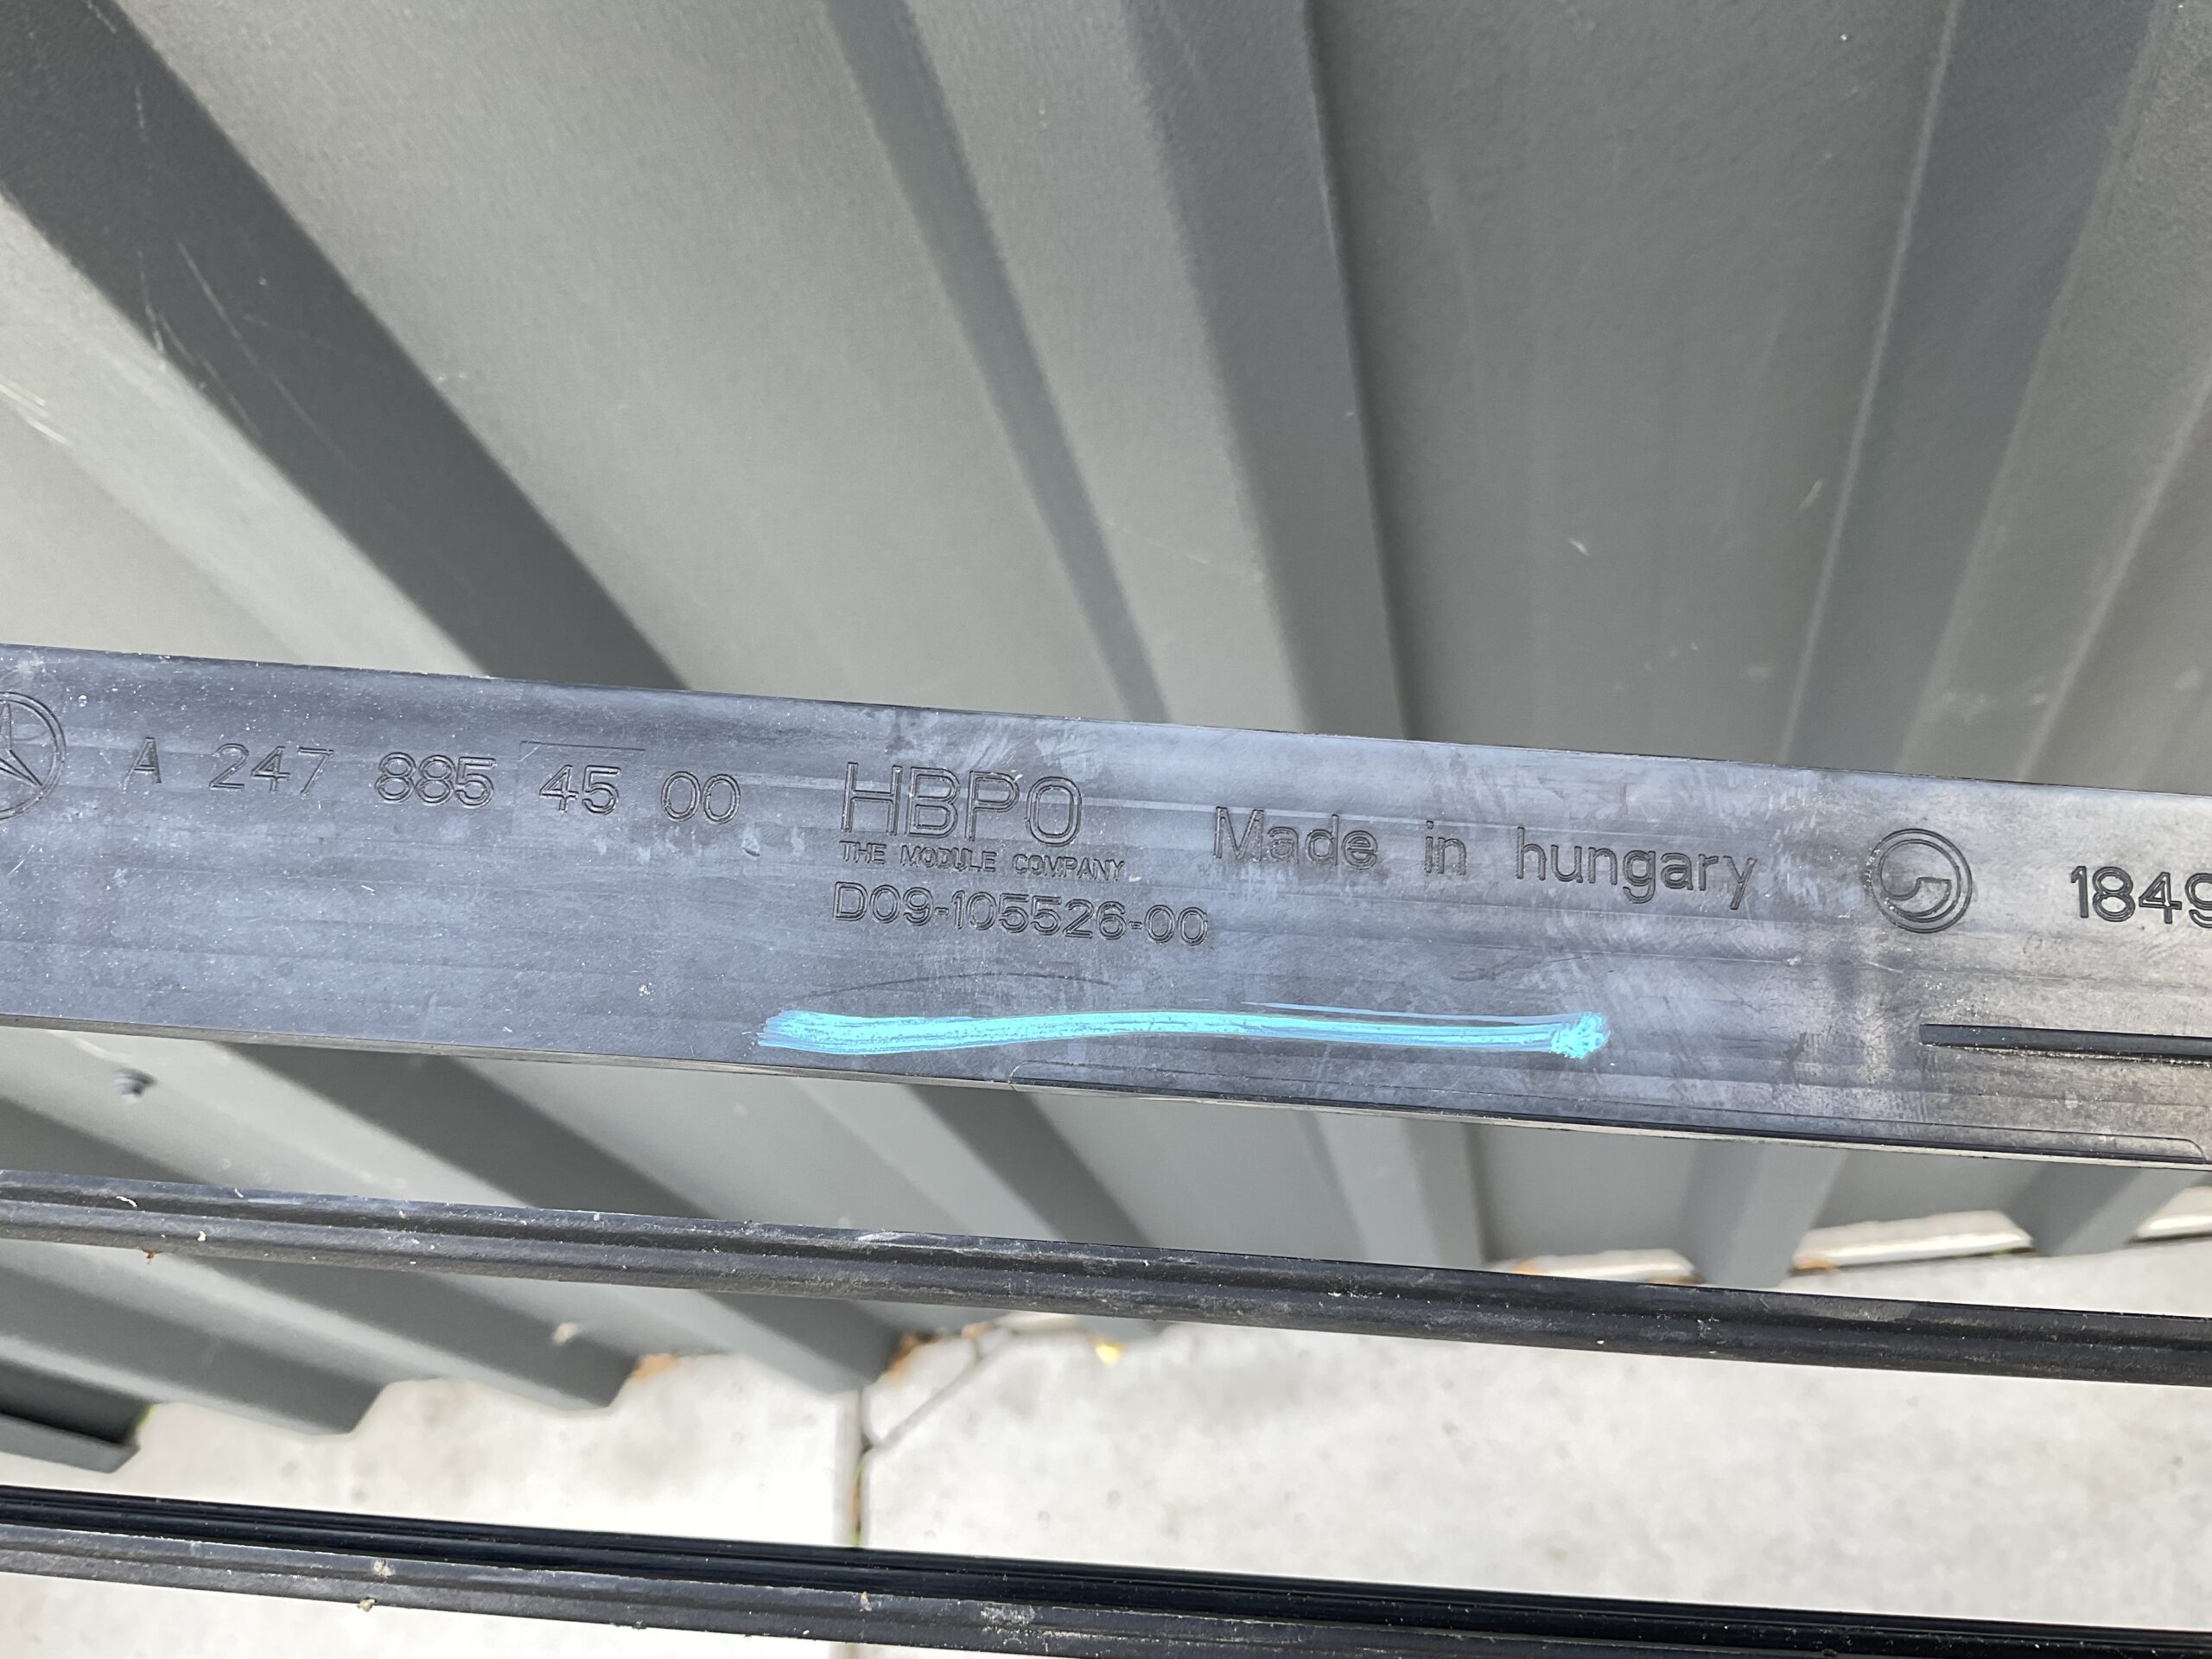 A 247 885 45 00
HBPO
THE MODULE COMPANY
D09-105526-00
Made in hungary
1849